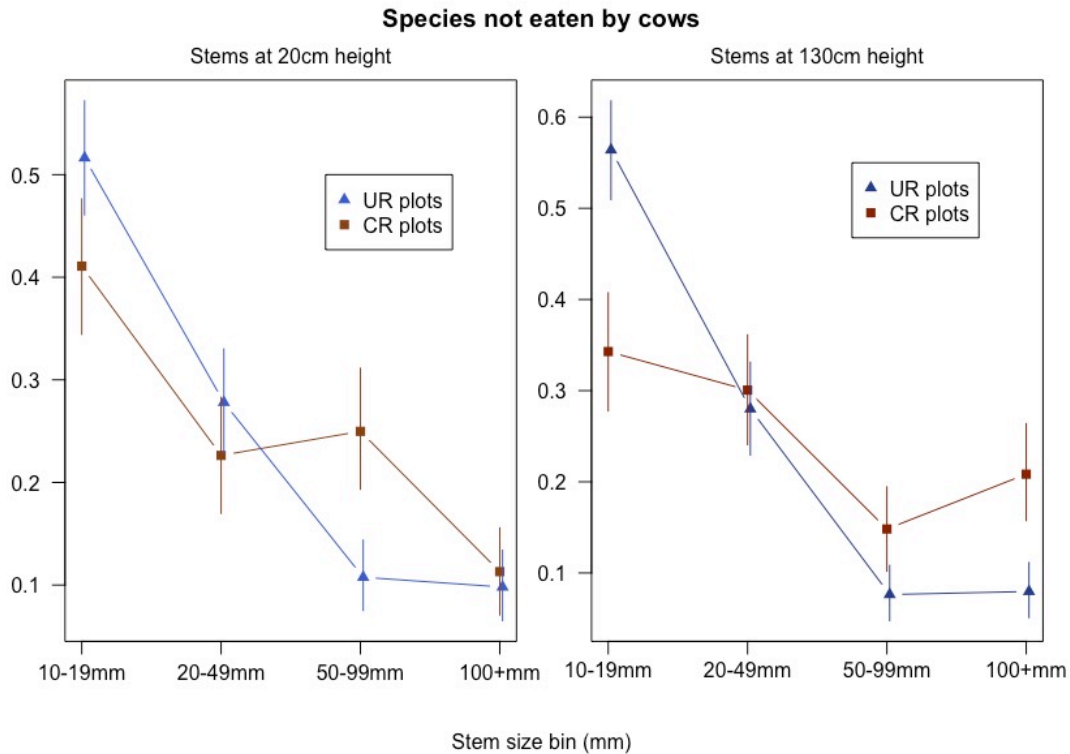 Species not eaten by cows
Stems at 20cm height
0.5
0.4
0.3
0.2
0.1
UR plots
CR plots
10-19mm
20-49mm
50-99mm
100+mm
Stems at 130cm height
0.6
0.5
0.4
0.3
0.2
0.1
UR plots
CR plots
10-19mm
20-49mm
50-99mm
100+mm
Stem size bin (mm)